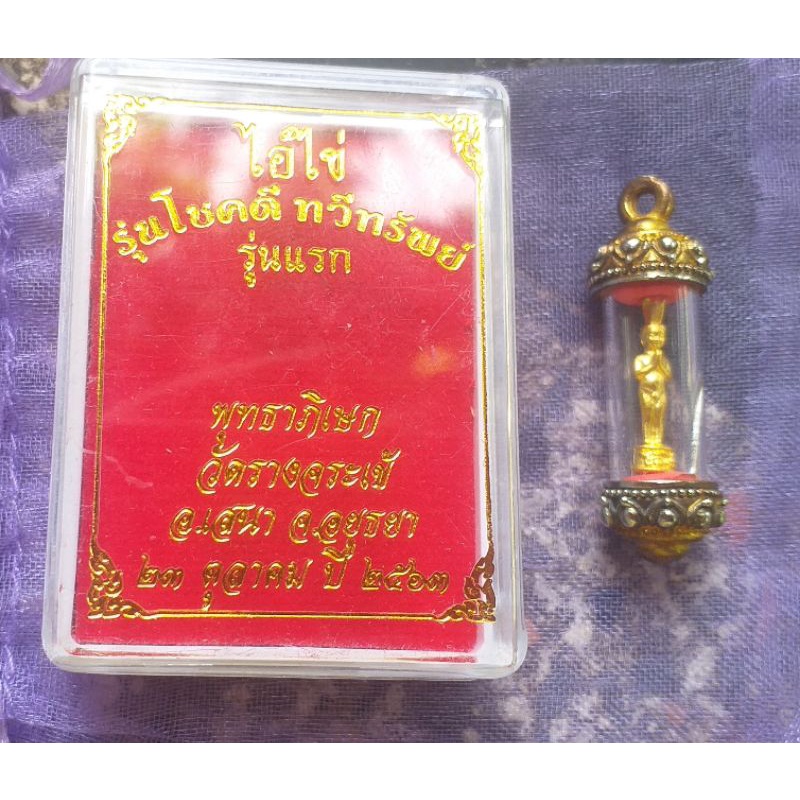 ไอ้ไข่
รุ่นโชคดี ทวีทรัพย์
รุ่นแรก
พุทธาภิเษก
วัดรางจระเข้
อ.เสนา จ.อยุธยา
๒๓ ตุลาคม ปี ๒๕๖๓